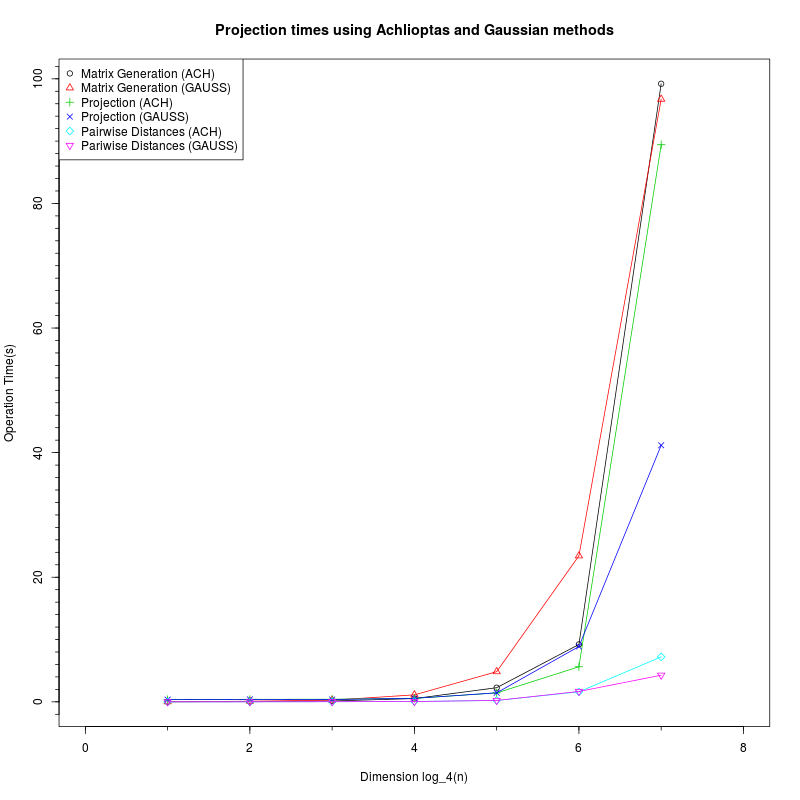 Projection times using Achlioptas and Gaussian methods
Matrix Generation (ACH)
Matrix Generation (GAUSS)
Projection (ACH)
Projection (GAUSS)
Pairwise Distances (ACH)
Pariwise Distances (GAUSS)
Operation Time(s)
100
80
60
40
20
0
0 2 4 6 8
Dimension log_4(n)